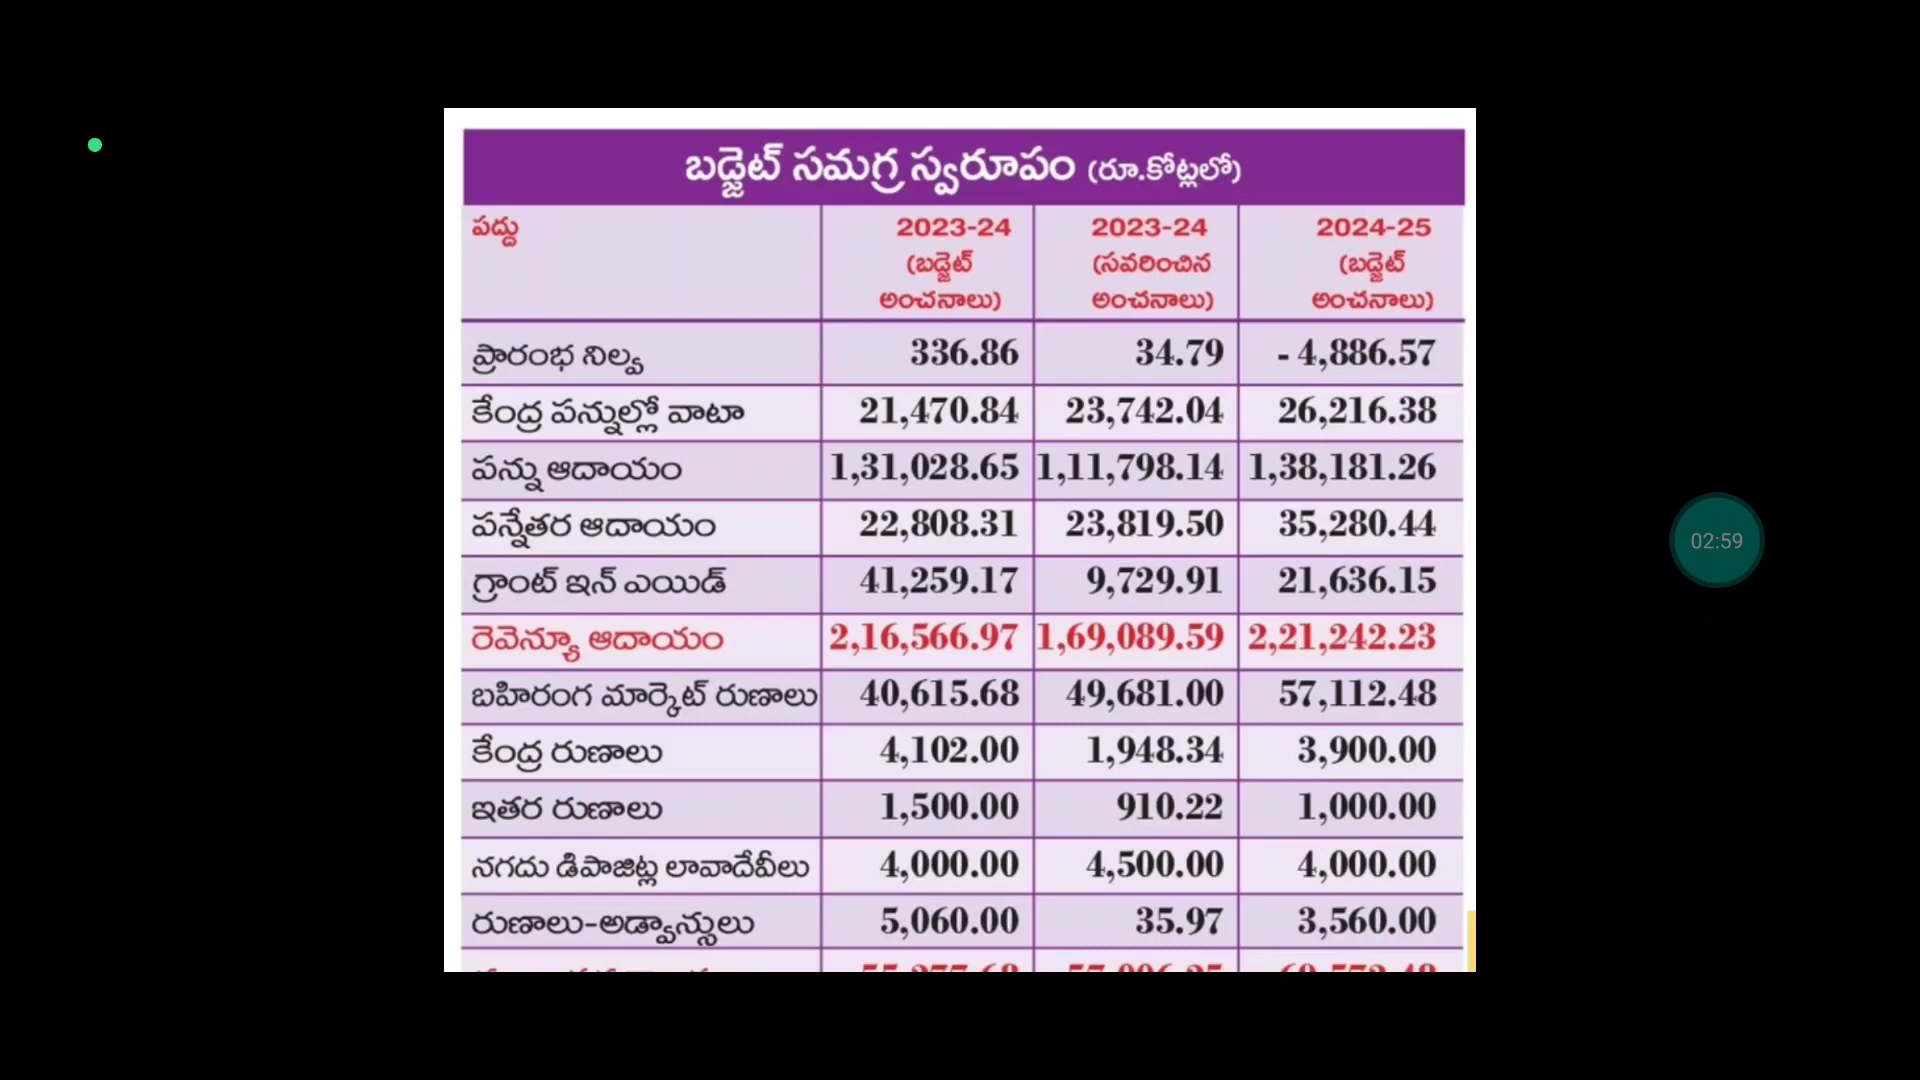 బడ్జెట్ సమగ్ర స్వరూపం (రూ.కోట్లలో)
పద్దు 2023-24 (బడ్జెట్ అంచనాలు) 2023-24 (సవరించిన అంచనాలు) 2024-25 (బడ్జెట్ అంచనాలు)
ప్రారంభ నిల్వ 336.86 34.79 - 4,886.57
కేంద్ర పన్నుల్లో వాటా 21,470.84 23,742.04 26,216.38
పన్ను ఆదాయం 1,31,028.65 1,11,798.14 1,38,181.26
పన్నేతర ఆదాయం 22,808.31 23,819.50 35,280.44
గ్రాంట్ ఇన్ ఎయిడ్ 41,259.17 9,729.91 21,636.15
రెవెన్యూ ఆదాయం 2,16,566.97 1,69,089.59 2,21,242.23
బహిరంగ మార్కెట్ రుణాలు 40,615.68 49,681.00 57,112.48
కేంద్ర రుణాలు 4,102.00 1,948.34 3,900.00
ఇతర రుణాలు 1,500.00 910.22 1,000.00
నగదు డిపాజిట్ల లావాదేవీలు 4,000.00 4,500.00 4,000.00
రుణాలు-అడ్వాన్సులు 5,060.00 35.97 3,560.00
02:59